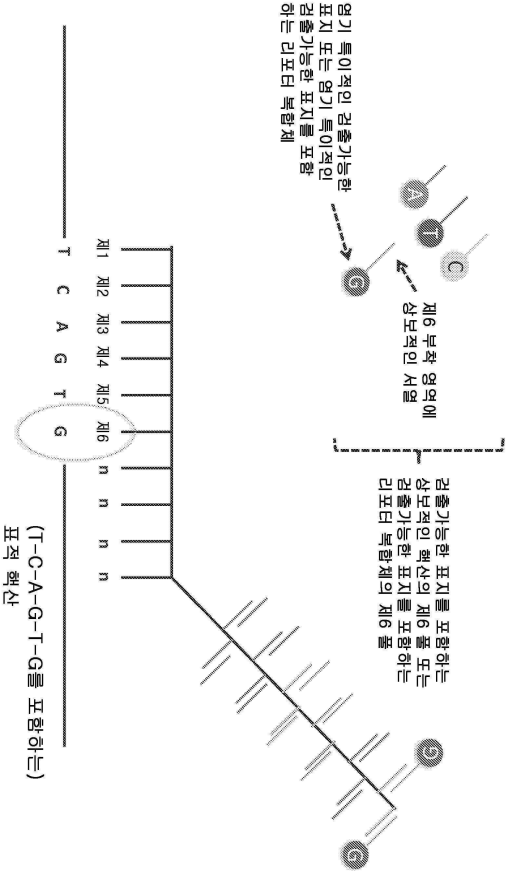 검출가능한 표지를 포함하는
상보적인 핵산의 제6 풀 또는
검출가능한 표지를 포함하는
리포터 복합체의 제6 풀
C
T
A
제6 부착 영역에
상보적인 서열
G
염기 특이적인 검출가능한
표지 또는 염기 특이적인
검출가능한 표지를 포함
하는 리포터 복합체
G
G
제1 제2 제3 제4 제5 제6 n n n n
T C A G T G
(T-C-A-G-T-G를 포함하는)
표적 핵산